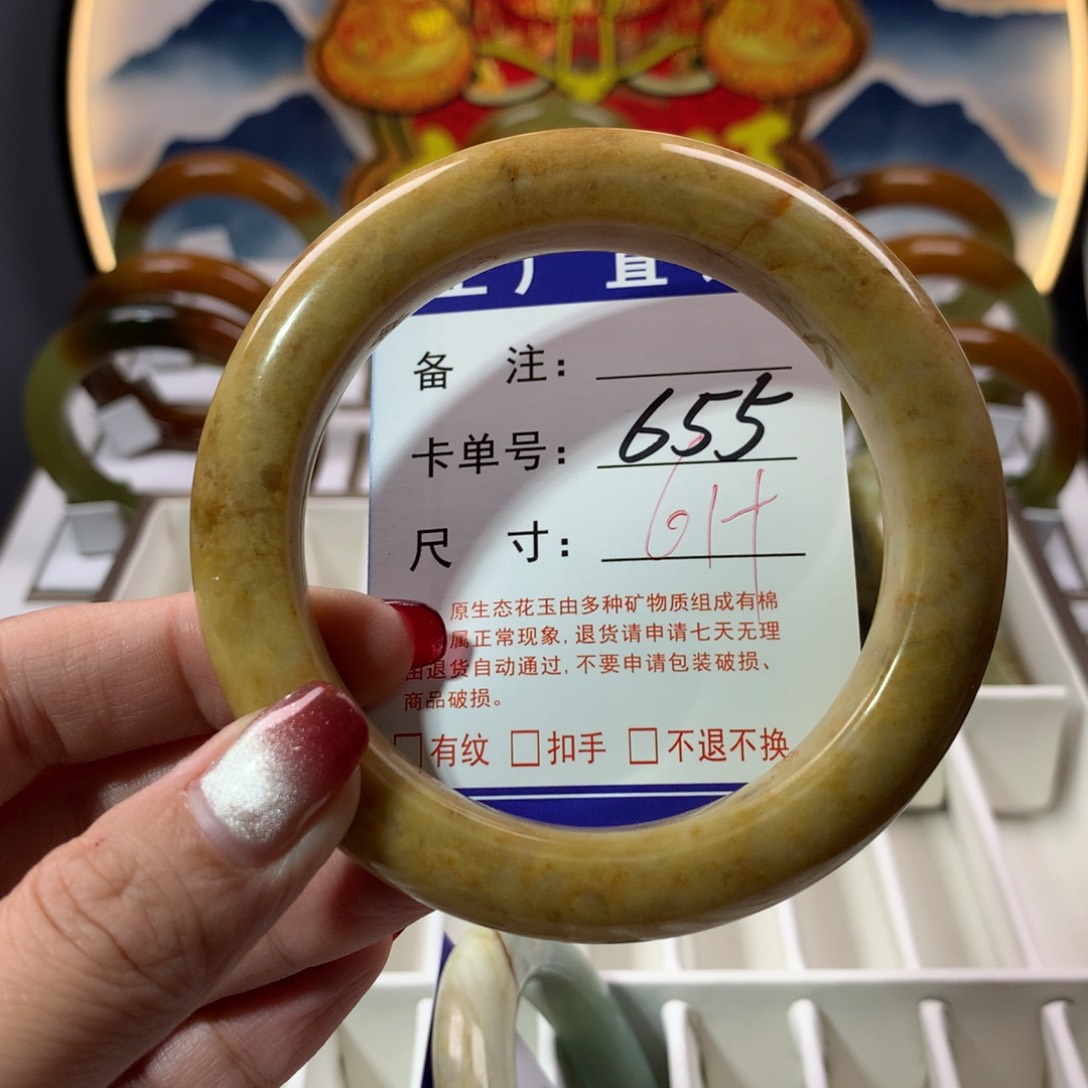 厂直
备 注:
卡单号: 655
尺 寸: 61+
原生态花玉由多种矿物质组成有棉
属正常现象,退货请申请七天无理
由退货自动通过,不要申请包装破损、
商品破损。
□有纹 □扣手 □不退不换